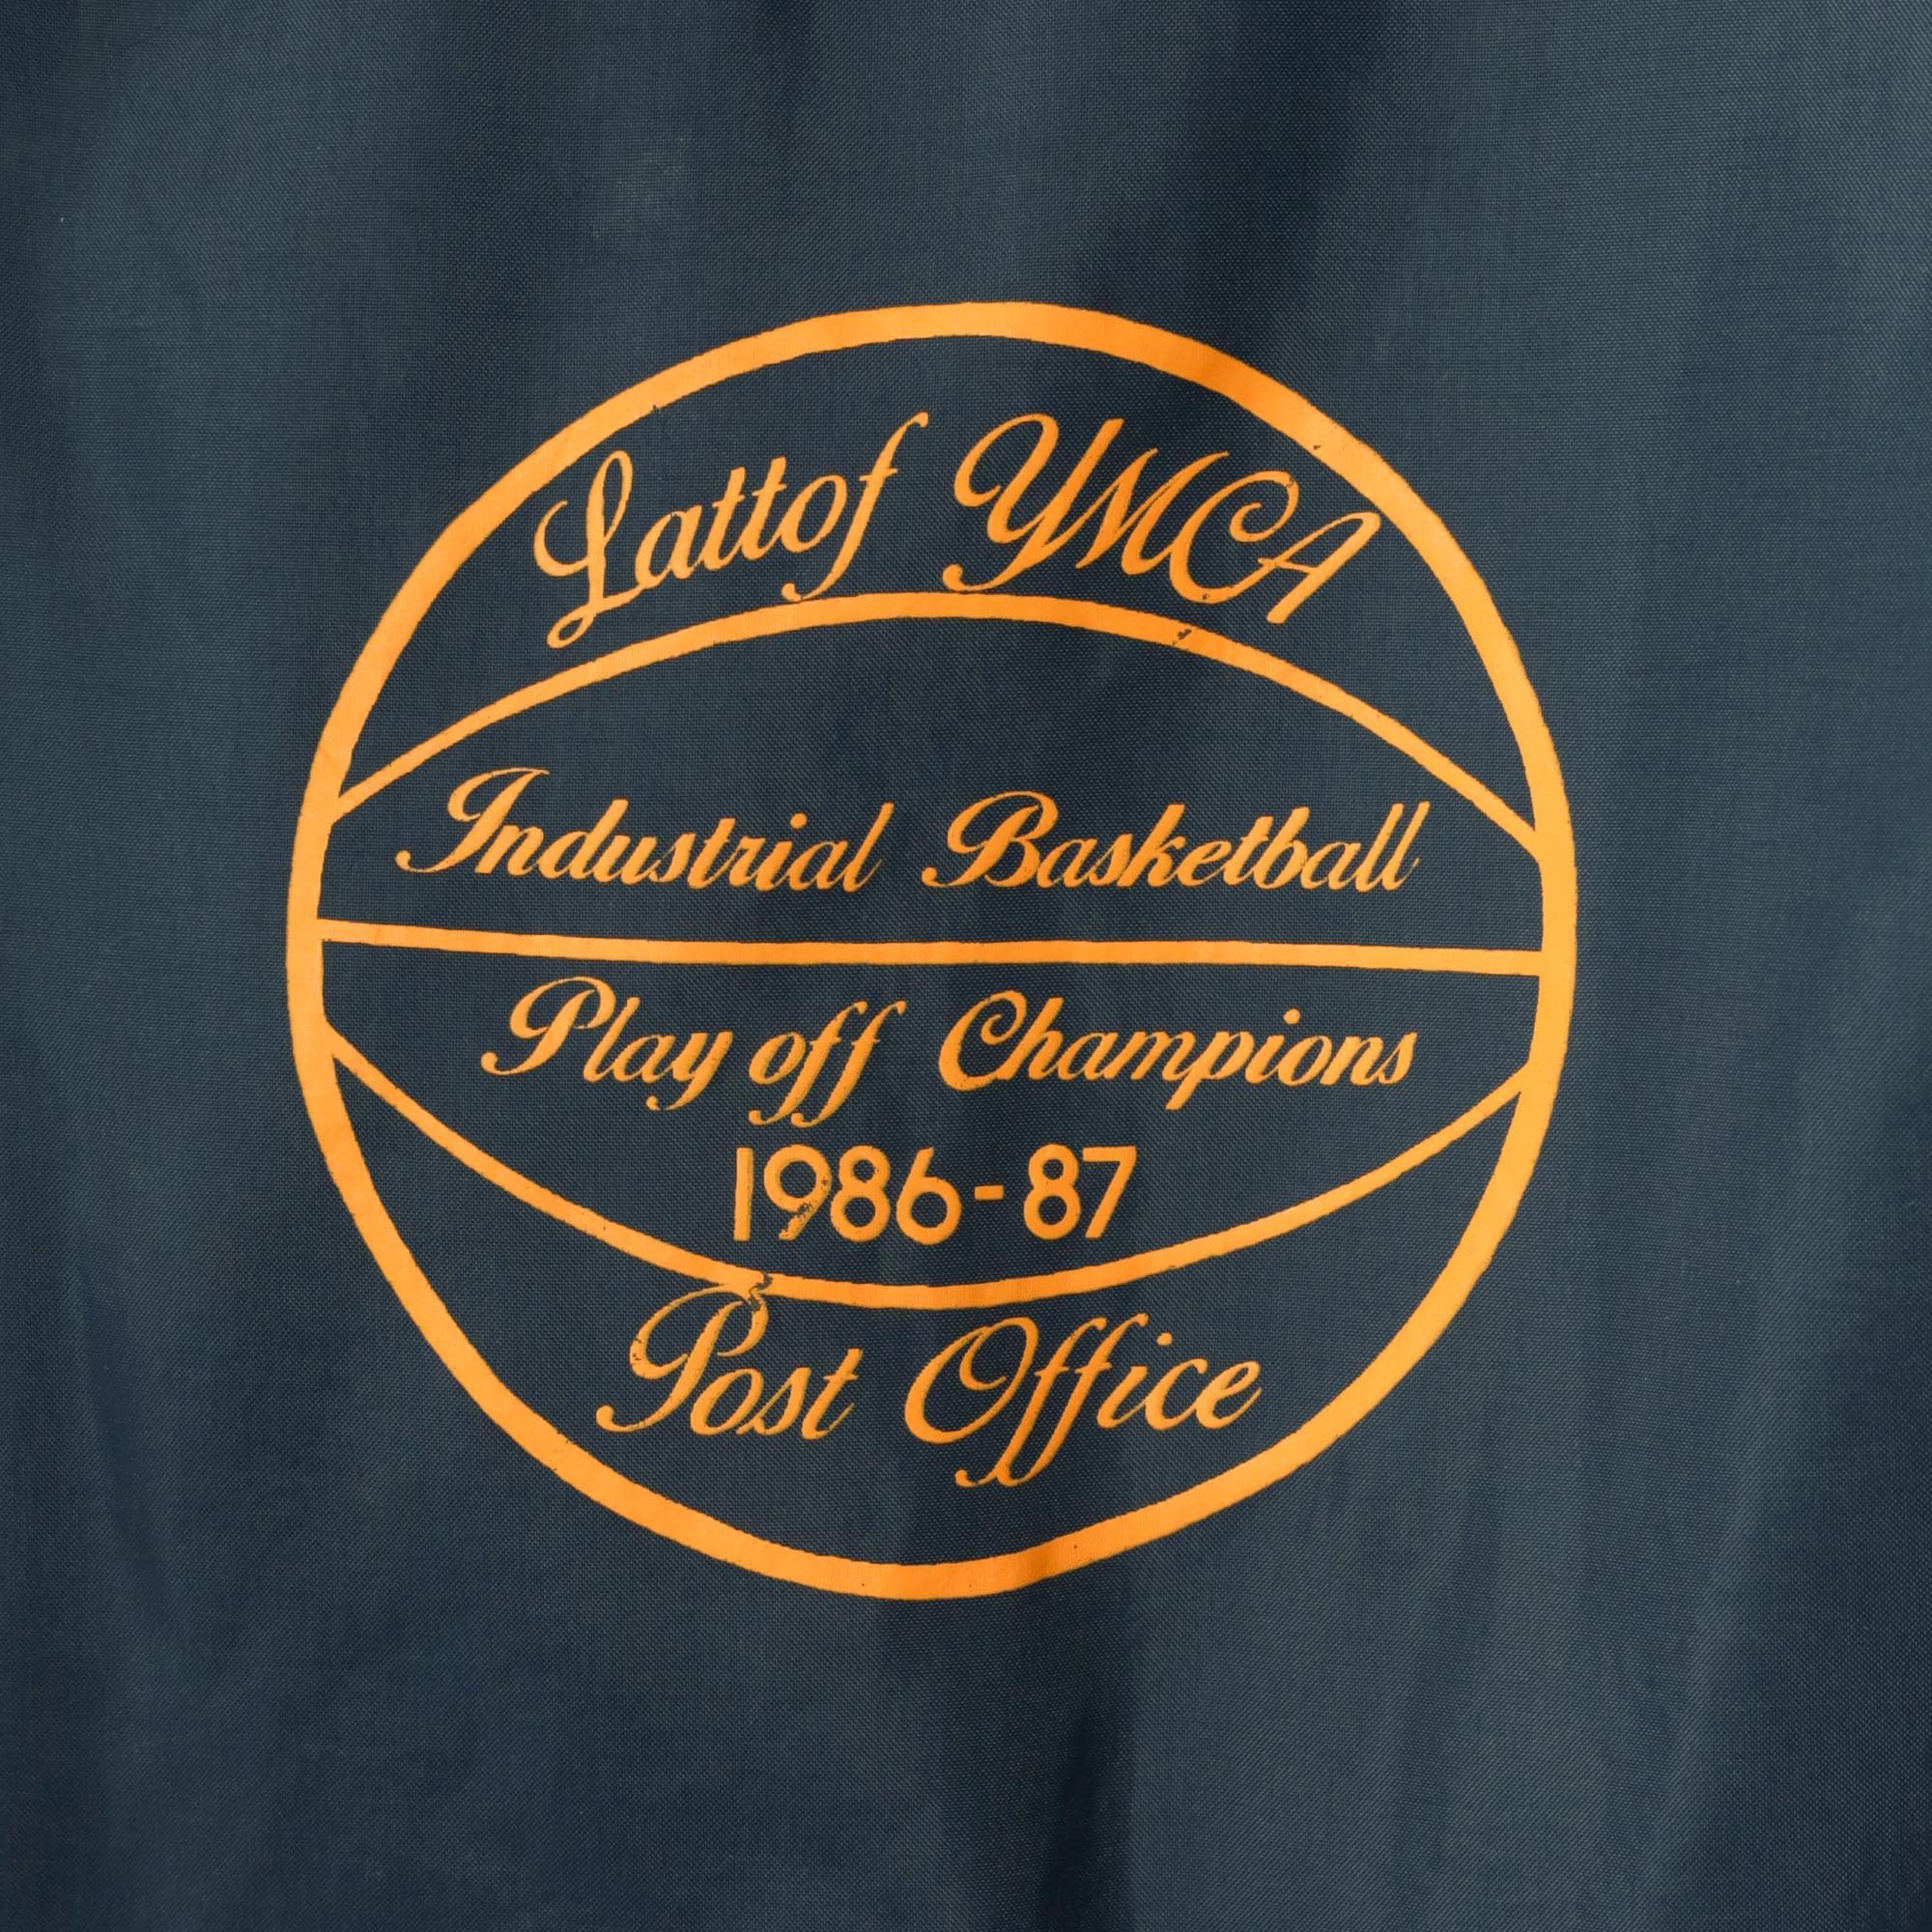 Lattof YMCA
Industrial Basketball
Play off Champions
1986-87
Post Office